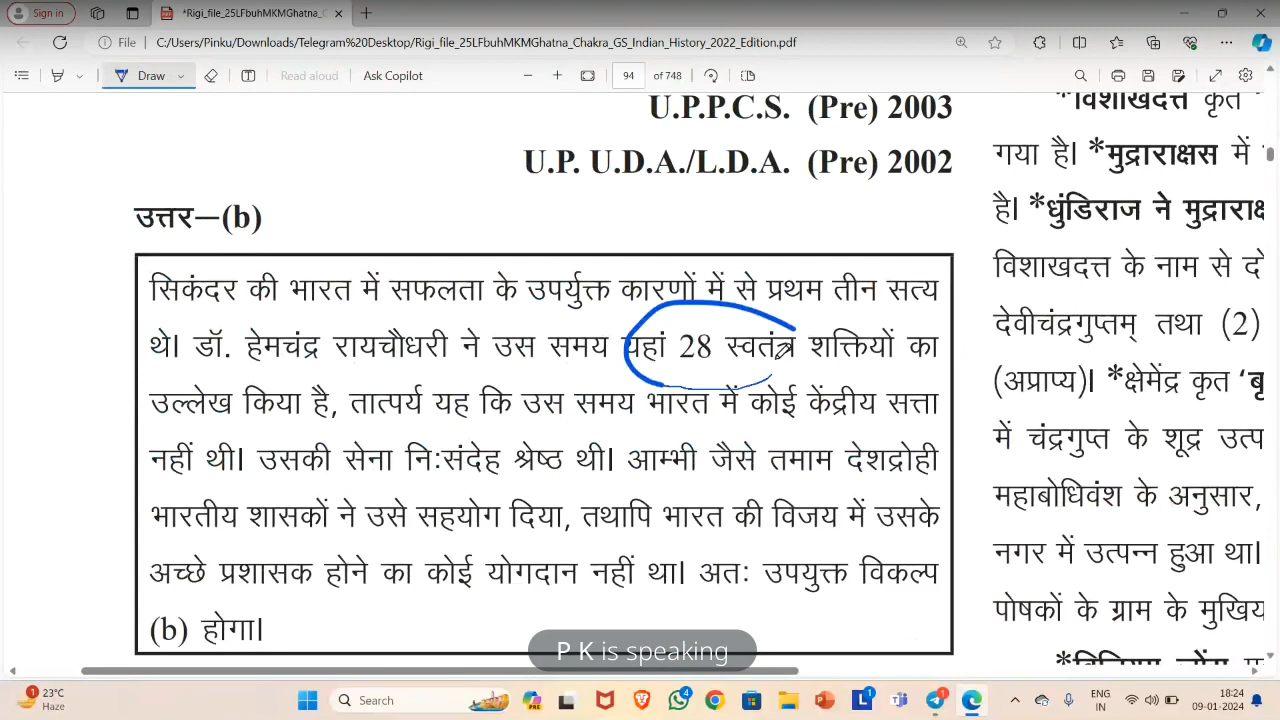 Sign in
*Rigi_file_25LFbuhMKMGhatna_C
File
C:/Users/Pinku/Downloads/Telegram%20Desktop/Rigi_file_25LFbuhMKMGhatna_Chakra_GS_Indian_History_2022_Edition.pdf
Draw
Read aloud
Ask Copilot
94 of 748
U.P.P.C.S. (Pre) 2003
U.P. U.D.A./L.D.A. (Pre) 2002
उत्तर–(b)
सिकंदर की भारत में सफलता के उपर्युक्त कारणों में से प्रथम तीन सत्य
थे। डॉ. हेमचंद्र रायचौधरी ने उस समय यहां 28 स्वतंत्र शक्तियों का
उल्लेख किया है, तात्पर्य यह कि उस समय भारत में कोई केंद्रीय सत्ता
नहीं थी। उसकी सेना नि:संदेह श्रेष्ठ थी। आम्भी जैसे तमाम देशद्रोही
भारतीय शासकों ने उसे सहयोग दिया, तथापि भारत की विजय में उसके
अच्छे प्रशासक होने का कोई योगदान नहीं था। अत: उपयुक्त विकल्प
(b) होगा।
*विशाखदत्त कृत
गया है। *मुद्राराक्षस में
है। *धुंडिराज ने मुद्राराक्ष
विशाखदत्त के नाम से दो
देवीचंद्रगुप्तम् तथा (2)
(अप्राप्य)। *क्षेमेंद्र कृत ‘बृ
में चंद्रगुप्त के शूद्र उत्प
महाबोधिवंश के अनुसार,
नगर में उत्पन्न हुआ था।
पोषकों के ग्राम के मुखिय
P K is speaking
23°C
Haze
Search
ENG
IN
18:24
09-01-2024